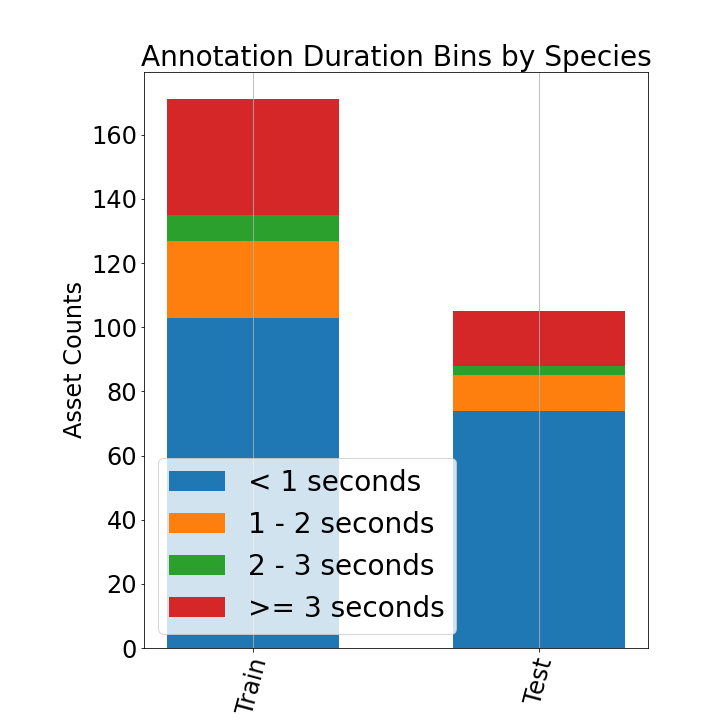 Annotation Duration Bins by Species
Asset Counts
160
140
120
100
80
60
40
20
0
< 1 seconds
1 - 2 seconds
2 - 3 seconds
>= 3 seconds
Train
Test